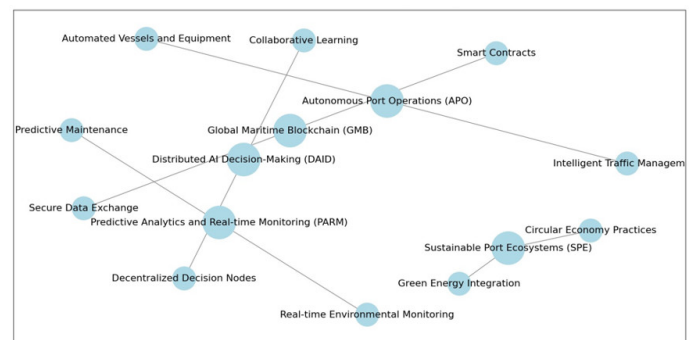 Automated Vessels and Equipment
Collaborative Learning
Smart Contracts
Autonomous Port Operations (APO)
Predictive Maintenance
Global Maritime Blockchain (GMB)
Distributed AI Decision-Making (DAID)
Intelligent Traffic Managem
Secure Data Exchange
Predictive Analytics and Real-time Monitoring (PARM)
Circular Economy Practices
Sustainable Port Ecosystems (SPE)
Decentralized Decision Nodes
Green Energy Integration
Real-time Environmental Monitoring